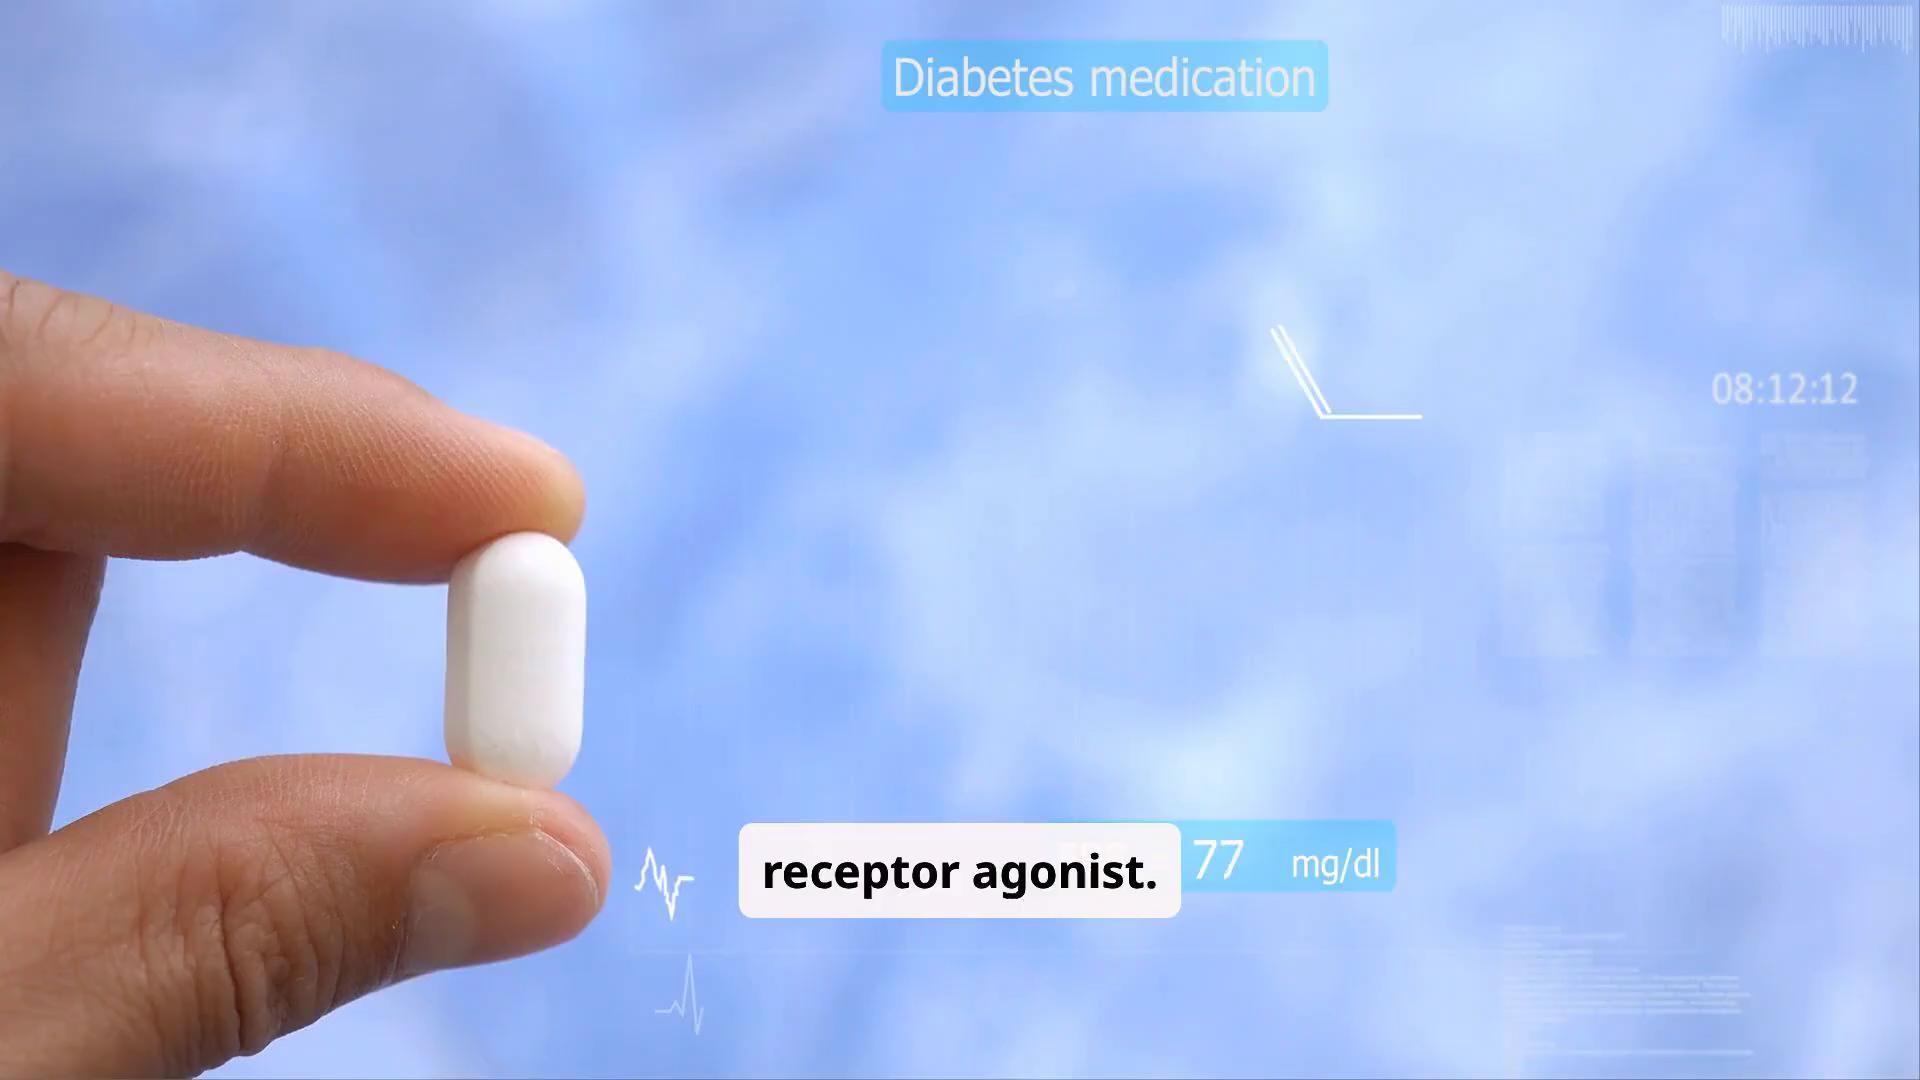 Diabetes medication
08:12:12
receptor agonist.
77 mg/dl